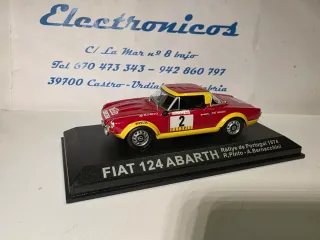 Electronicos
C/ La Mar nº 8 bajo
Tel 670 473 343 - 942 860 797
39700 Castro-Urdiales
2
FIAT 124 ABARTH Rallye de Portugal 1974
R.Pinto - A.Bernacchini